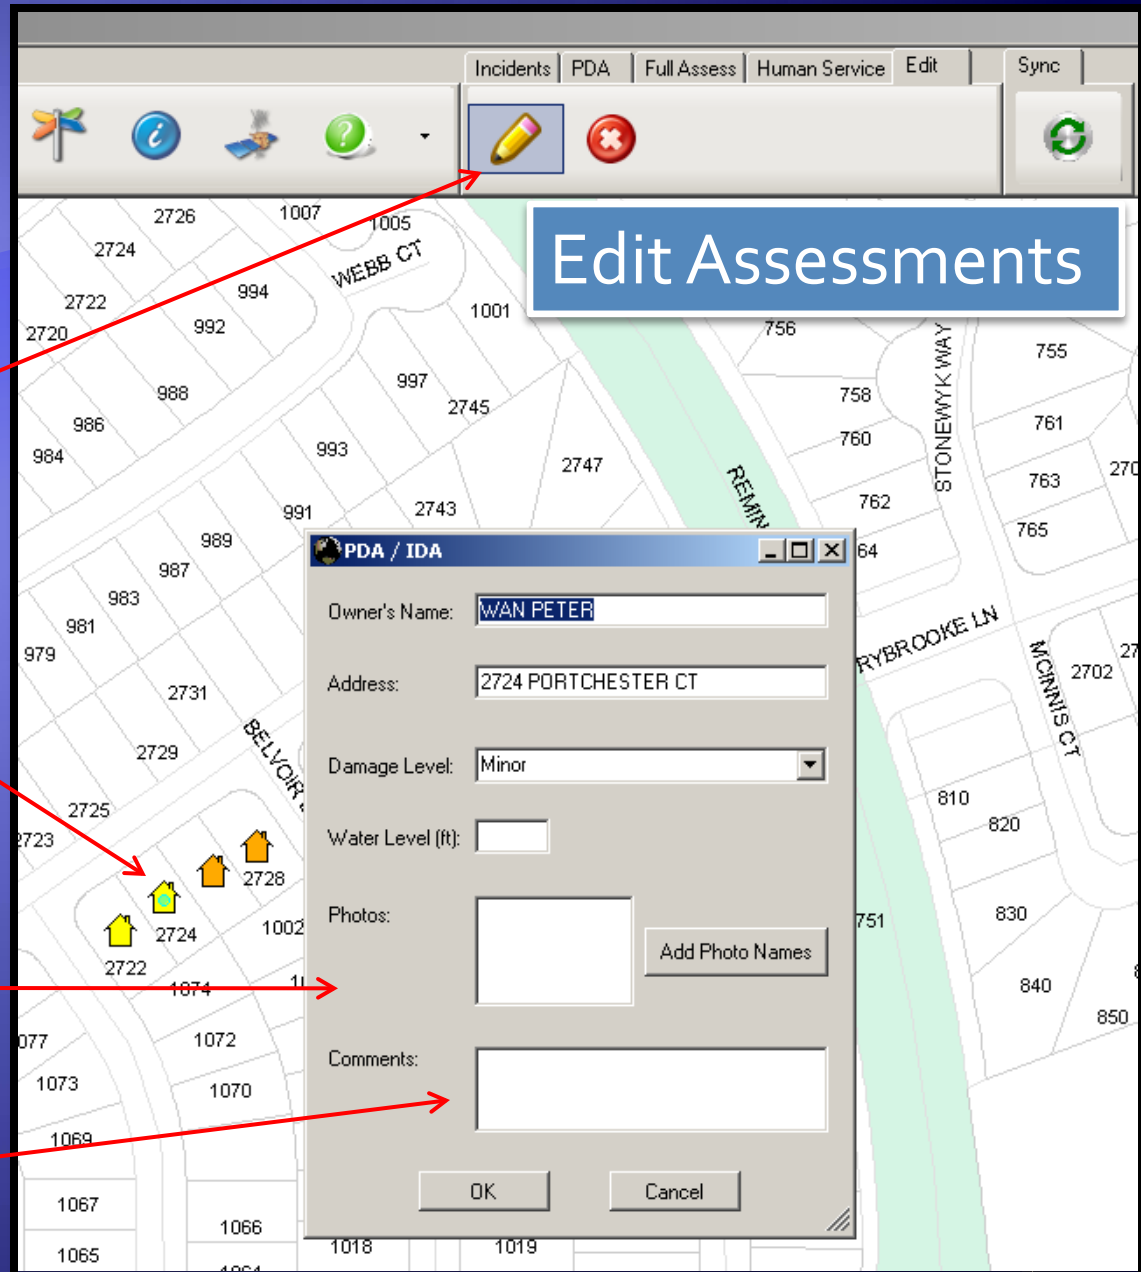 Incidents PDA Full Assess Human Service Edit Sync
Edit Assessments
2726 1007 1005
2724
WEBB CT
2722 994
1001
2720 992 756
STONEWYK WAY
755
997
988 758
2745
986 761
760
984 993
2747 763
REMIN
762
991 2743
765
989
PDA / IDA
64
987
983
Owner's Name: WAN PETER
981
RYBROOKE LN
979
MCINNIS CT
2702
Address: 2724 PORTCHESTER CT
2731
BELVOIR
2729
Damage Level: Minor
810
2725
820
2723
Water Level (ft):
2728
Photos:
751 830
2724 1002
Add Photo Names
2722
1074
840
850
1072
Comments:
1073
1070
1069
OK Cancel
1067
1066
1065
1018 1019